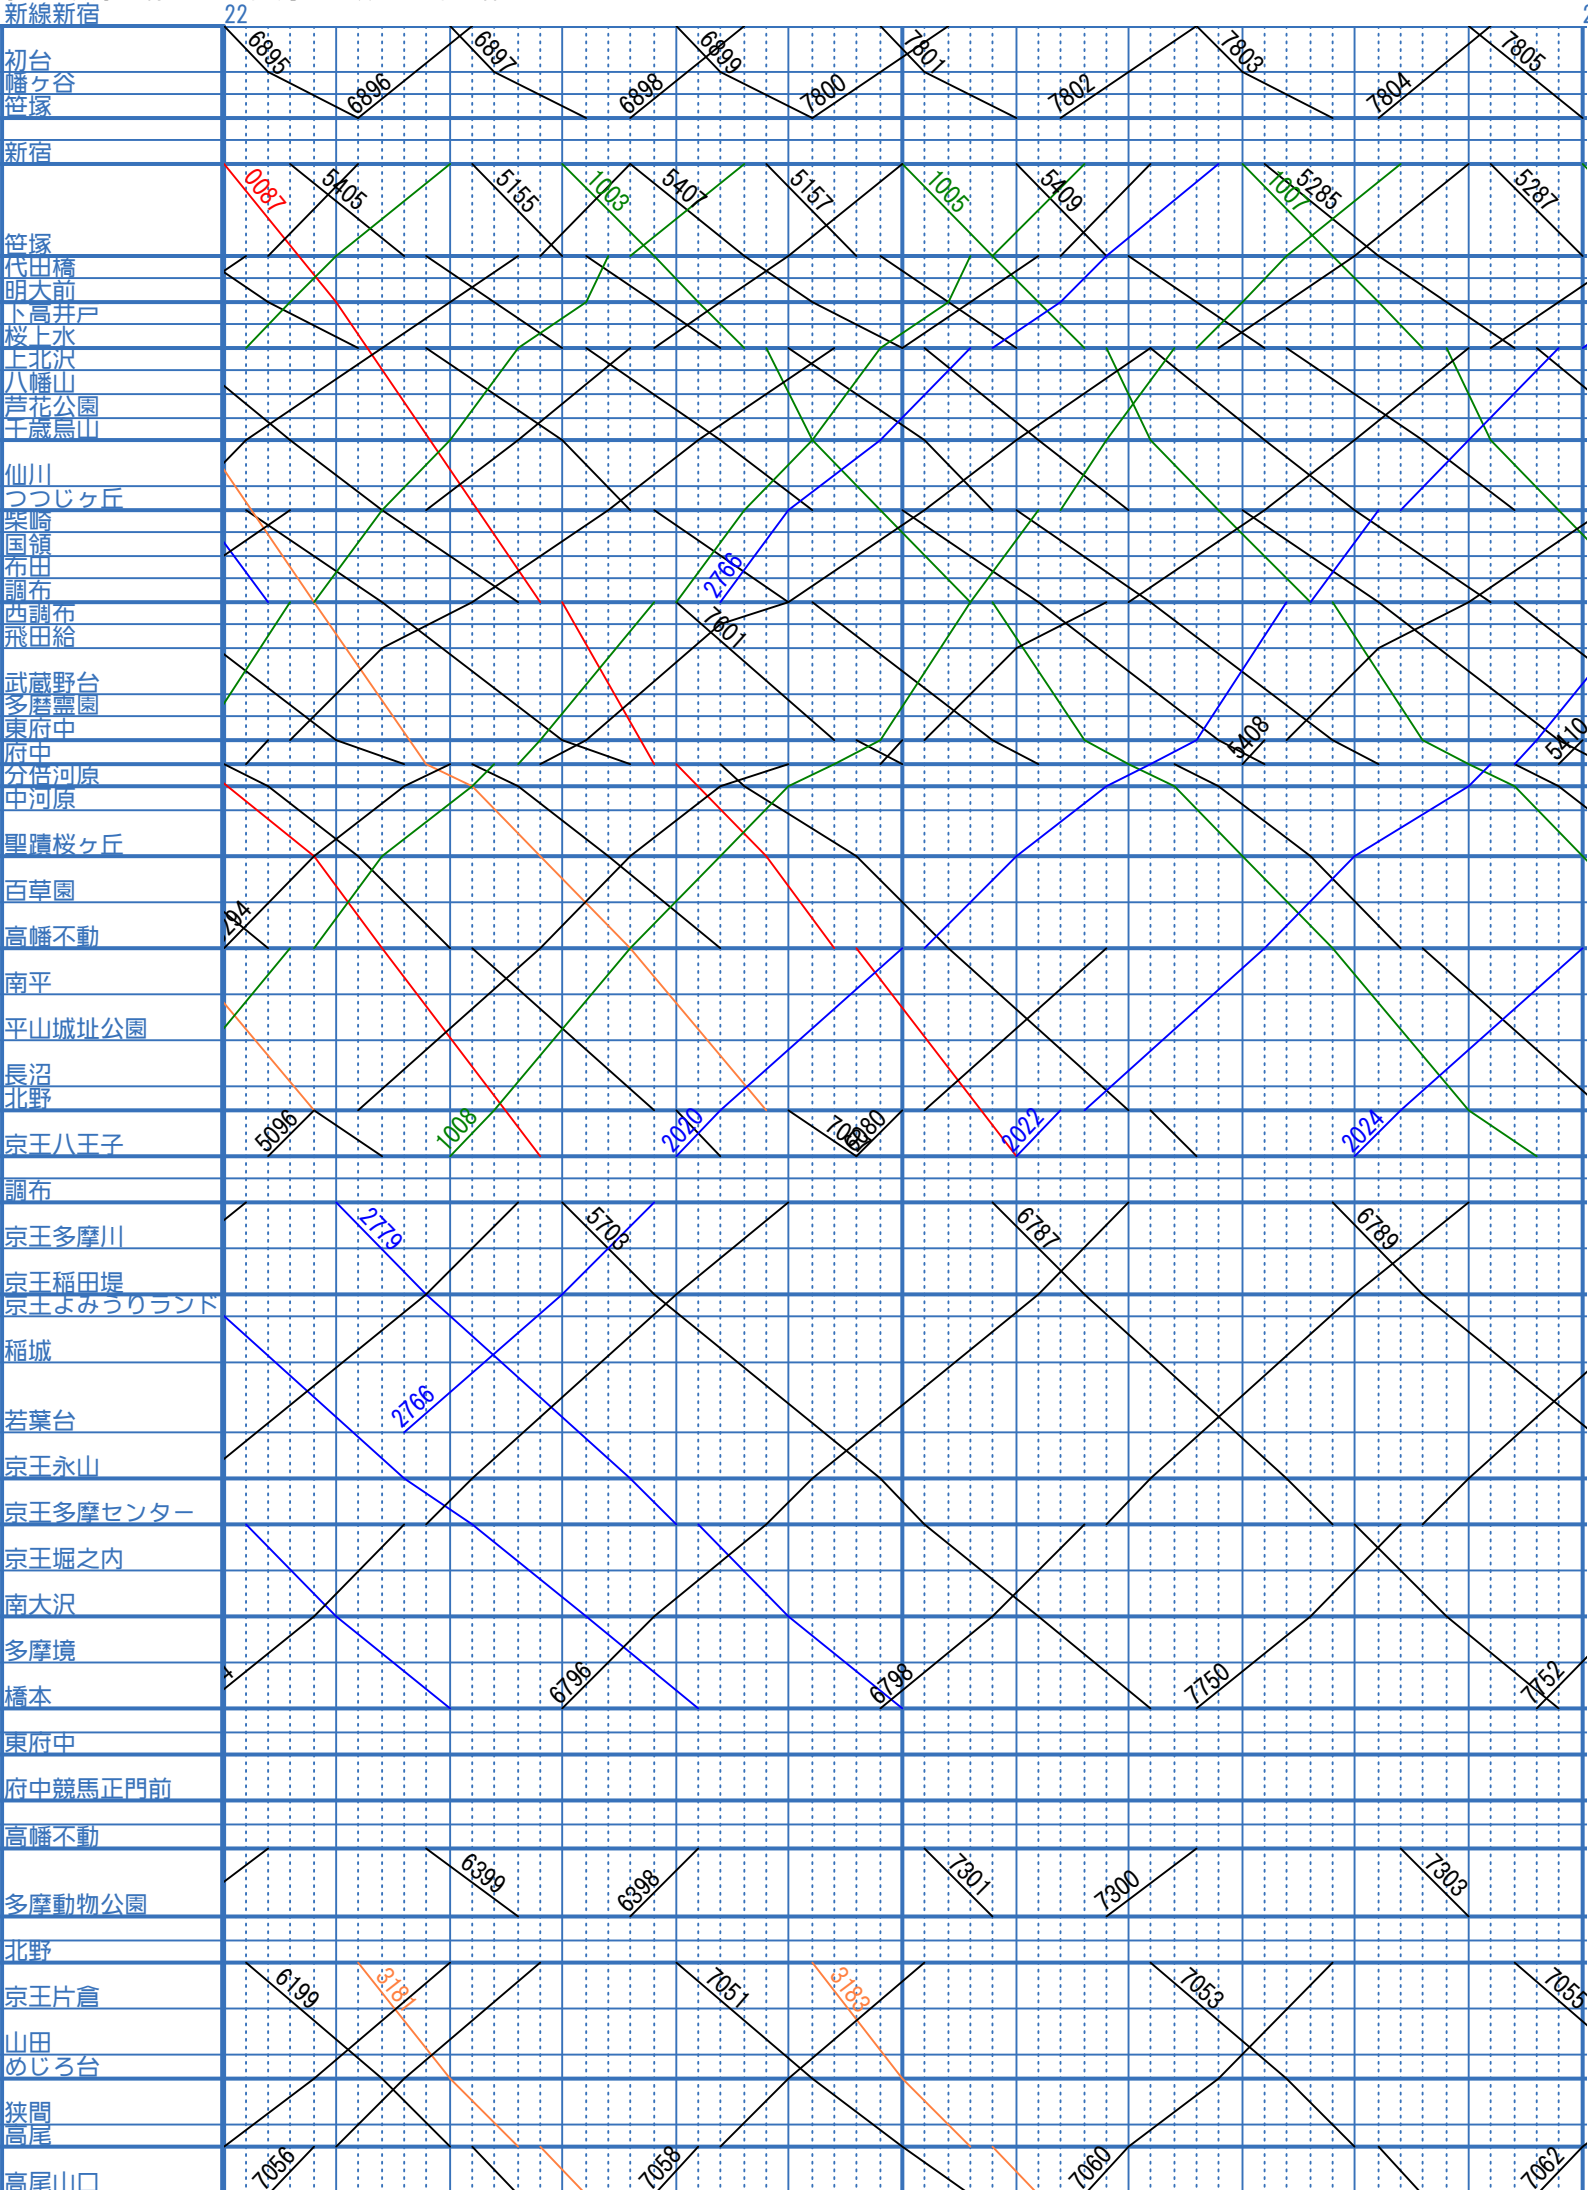 新線新宿 22 2
6895 6897 6899 7801 7803 7805
初台
幡ヶ谷 6896 6898 7800 7802 7804
笹塚
新宿
0087 5405 5155 1003 5407 5157 1005 5409 1007 5285 5287
笹塚
代田橋
明大前
下高井戸
桜上水
上北沢
八幡山
芦花公園
千歳烏山
仙川
つつじヶ丘
柴崎
国領
布田 2766
調布
西調布
飛田給 7601
武蔵野台
多磨霊園
東府中 5408 5410
府中
分倍河原
中河原
聖蹟桜ヶ丘
百草園
294
高幡不動
南平
平山城址公園
長沼
北野
5096 1008 2020 6280 2022 2024
京王八王子
調布
2779 5703 6787 6789
京王多摩川
京王稲田堤
京王よみうりランド
稲城
若葉台 2766
京王永山
京王多摩センター
京王堀之内
南大沢
多摩境
6796 6798 7750 7752
橋本
東府中
府中競馬正門前
高幡不動
6399 6398 7301 7300 7303
多摩動物公園
北野
6199 3181 7051 3183 7053 7055
京王片倉
山田
めじろ台
狭間
高尾
7056 7058 7060 7062
高尾山口